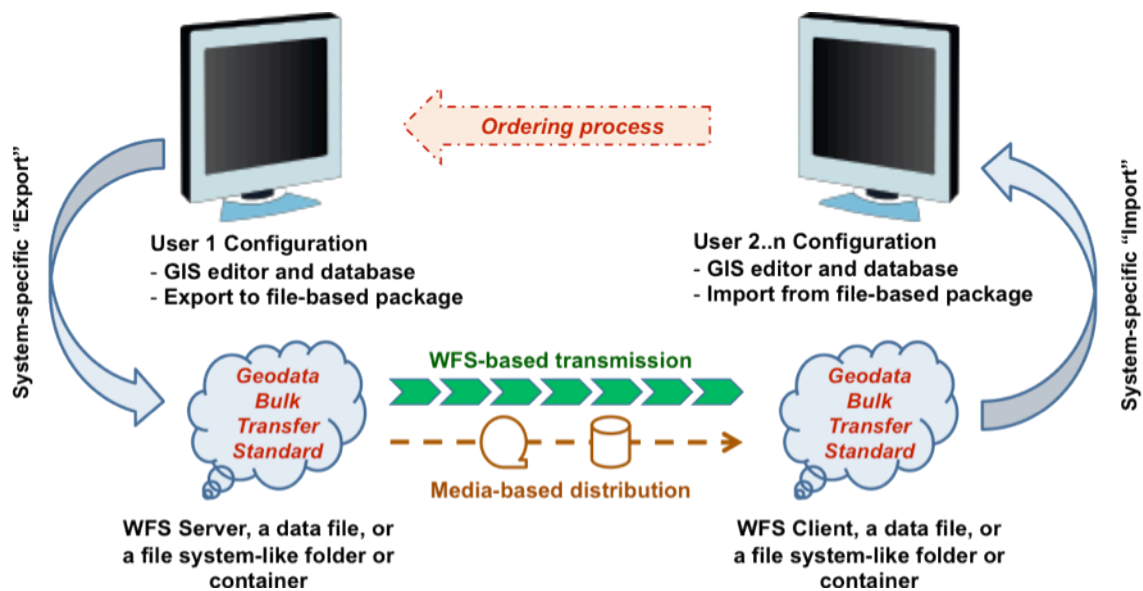 Ordering process
System-specific “Export”
System-specific “Import”
User 1 Configuration
- GIS editor and database
- Export to file-based package
User 2..n Configuration
- GIS editor and database
- Import from file-based package
Geodata
Bulk
Transfer
Standard
WFS-based transmission
Media-based distribution
Geodata
Bulk
Transfer
Standard
WFS Server, a data file, or
a file system-like folder or
container
WFS Client, a data file, or
a file system-like folder or
container